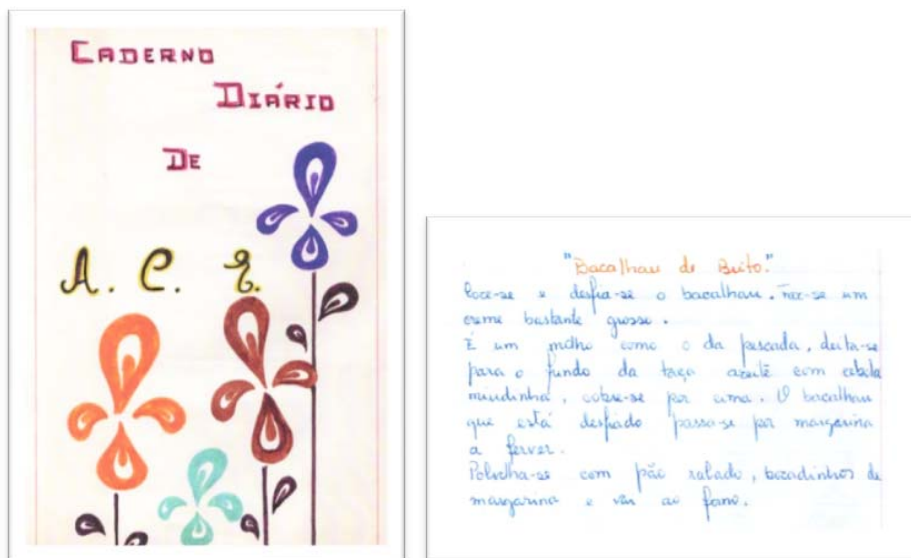 CADERNO
DIÁRIO
DE
A. C.
"Bacalhau de Brito."
Coze-se e desfia-se o bacalhau. Faz-se um
creme bastante grosso.
É um molho como o da pescada, deita-se
para o fundo da taça azeite com cebola
miudinha, cobre-se por cima. O bacalhau
que está desfiado passa-se por margarina
a ferver.
Polvilha-se com pão ralado, bocadinhos de
margarina e vai ao forno.